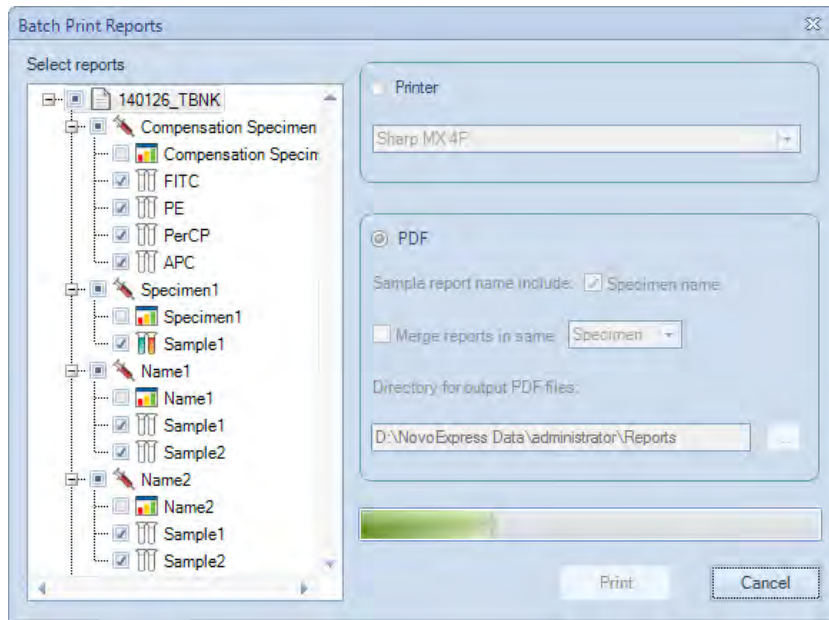 Batch Print Reports
Select reports
140126_TBNK
Compensation Specimen
Compensation Specin
FITC
PE
PerCP
APC
Specimen1
Specimen1
Sample1
Name1
Name1
Sample1
Sample2
Name2
Name2
Sample1
Sample2
Printer
Sharp MX 4F
PDF
Sample report name include: Specimen name
Merge reports in same Specimen
Directory for output PDF files:
D:\NovoExpress Data\administrator\Reports
...
Print Cancel